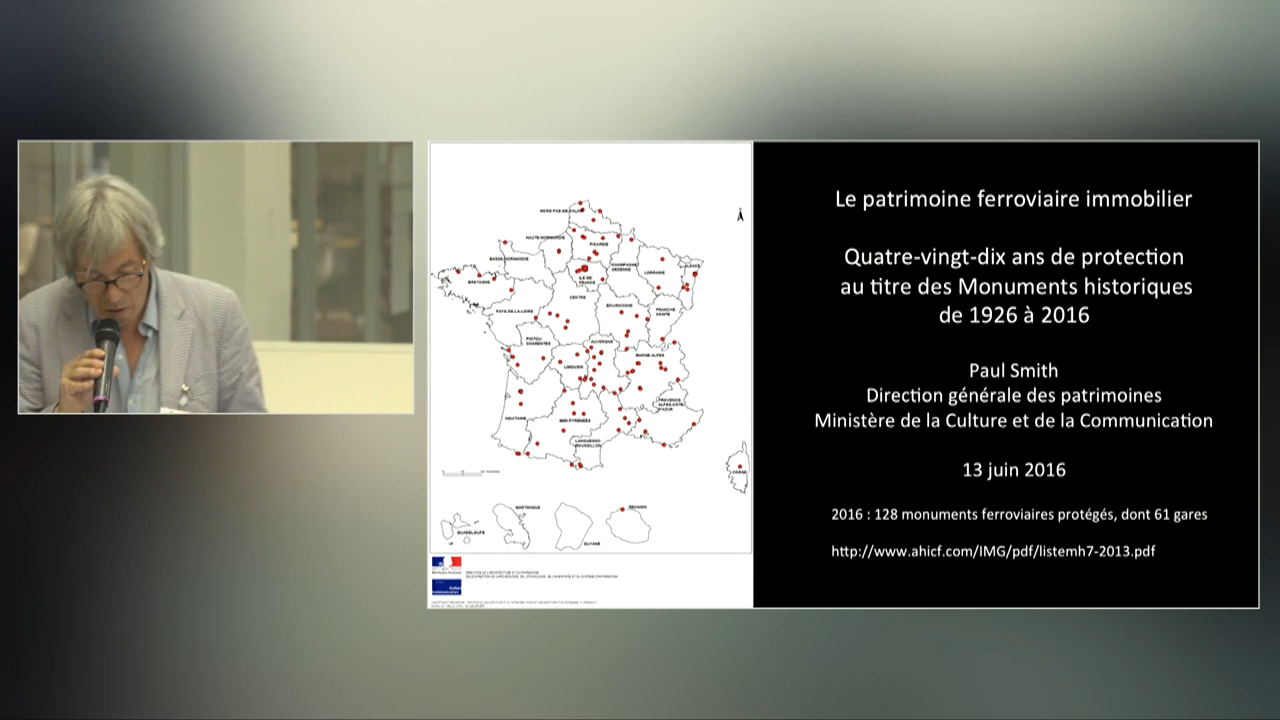 NORD-PAS-DE-CALAIS
HAUTE-NORMANDIE
PICARDIE
BASSE-NORMANDIE
CHAMPAGNE
ARDENNE
LORRAINE
ALSACE
ILE-DE
FRANCE
BRETAGNE
CENTRE
PAYS-DE-LA-LOIRE
BOURGOGNE
FRANCHE
COMTE
POITOU-
CHARENTES
AUVERGNE
RHONE-ALPES
LIMOUSIN
PROVENCE
ALPES-COTE
D'AZUR
AQUITAINE
MIDI-PYRENEES
LANGUEDOC
ROUSSILLON
CORSE
MARTINIQUE
REUNION
GUADELOUPE
GUYANE
Le patrimoine ferroviaire immobilier
Quatre-vingt-dix ans de protection
au titre des Monuments historiques
de 1926 à 2016
Paul Smith
Direction générale des patrimoines
Ministère de la Culture et de la Communication
13 juin 2016
2016 : 128 monuments ferroviaires protégés, dont 61 gares
http://www.ahicf.com/IMG/pdf/listemh7-2013.pdf